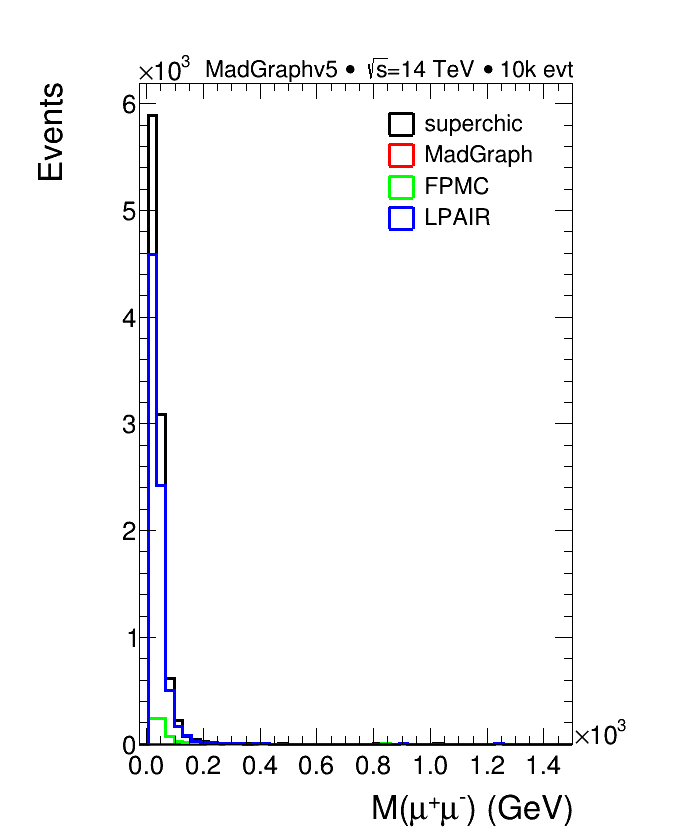 ×10³ MadGraphv5 • √s=14 TeV • 10k evt
Events
superchic
MadGraph
FPMC
LPAIR
6
5
4
3
2
1
0
0.0 0.2 0.4 0.6 0.8 1.0 1.2 1.4 ×10³
M(μ⁺μ⁻) (GeV)